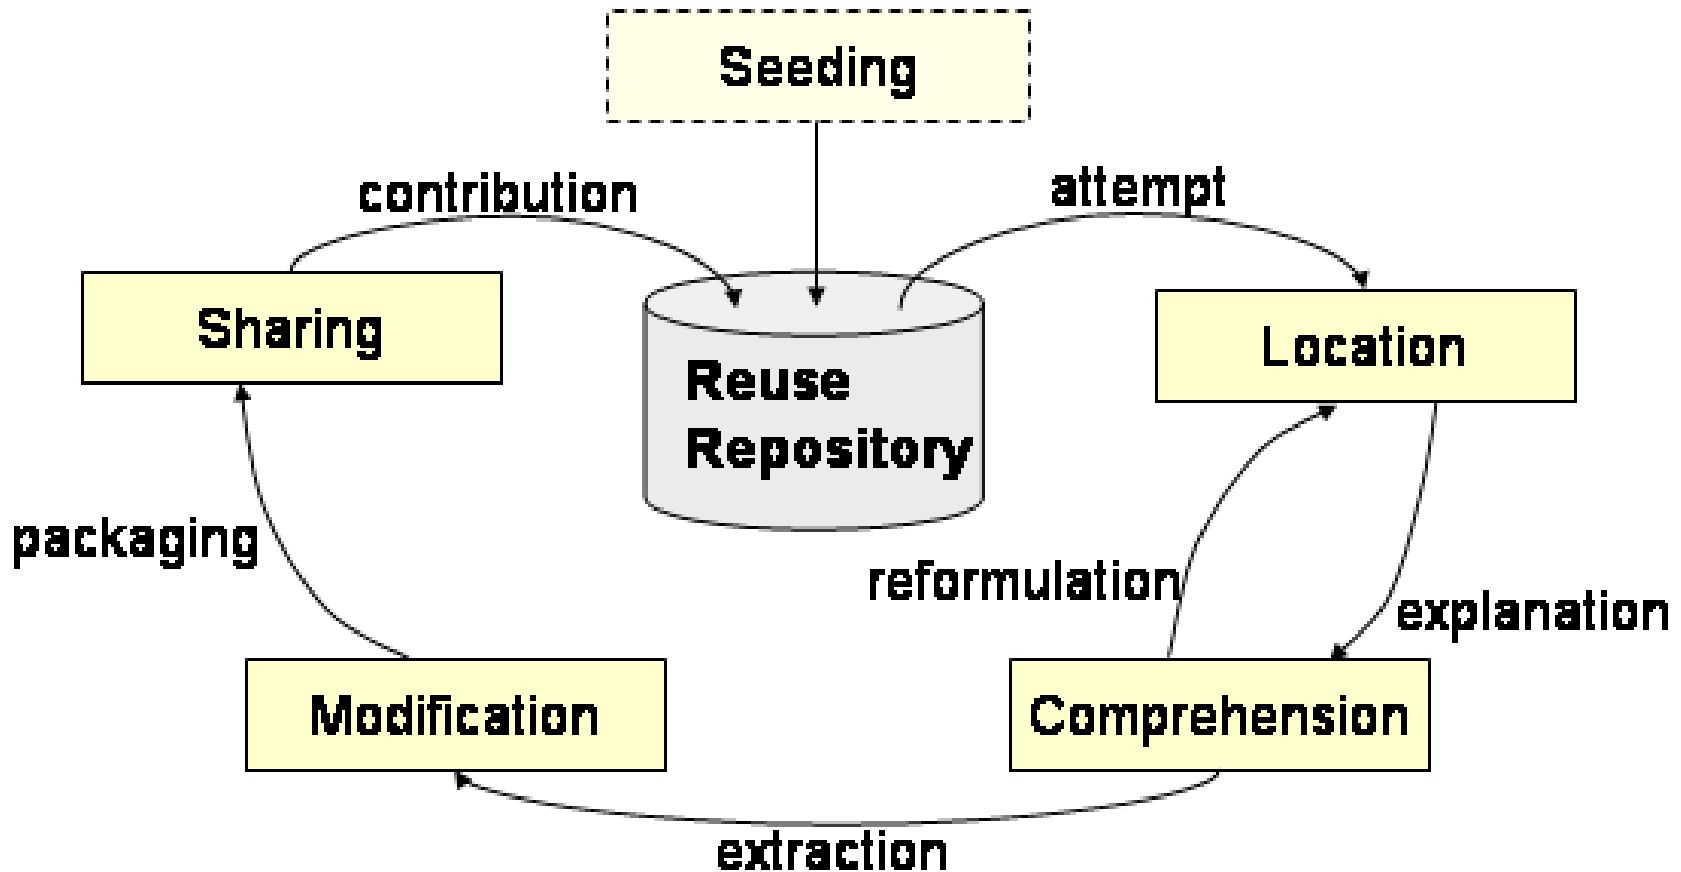 Seeding
contribution
attempt
Sharing
Location
Reuse
Repository
packaging
reformulation
explanation
Modification
Comprehension
extraction